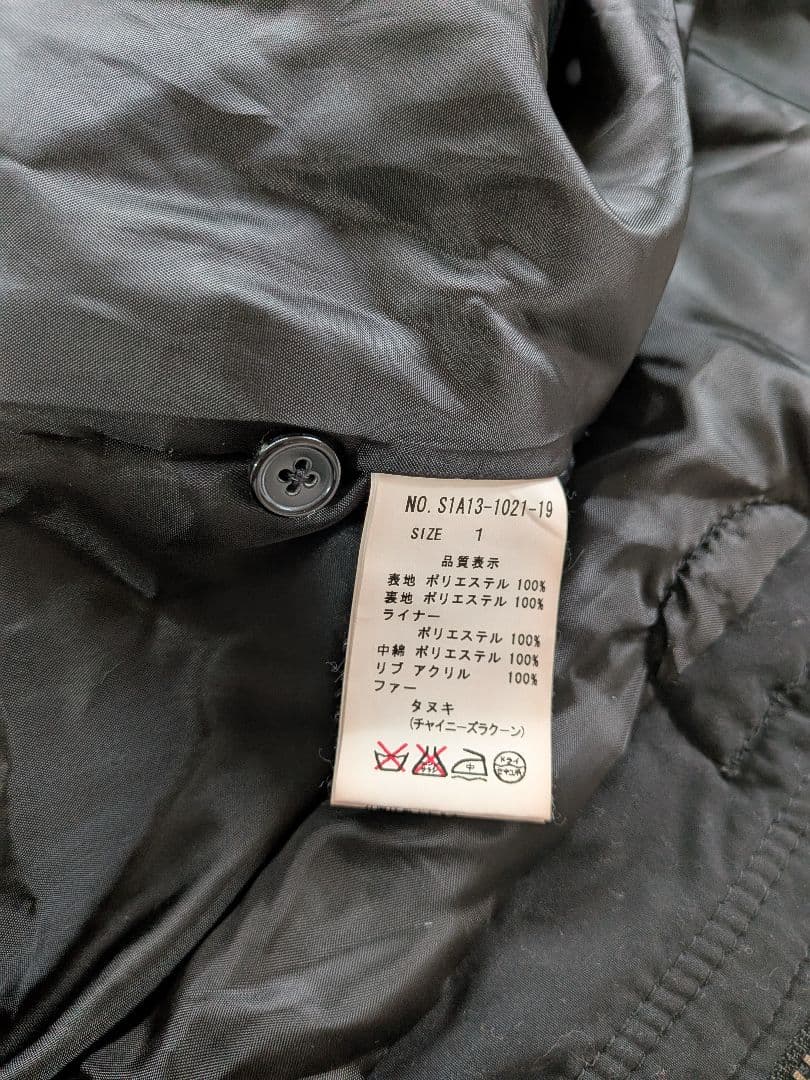 NO. S1A13-1021-19
SIZE 1
品質表示
表地 ポリエステル 100%
裏地 ポリエステル 100%
ライナー
ポリエステル 100%
中綿 ポリエステル 100%
リブ アクリル 100%
ファー
タヌキ
(チャイニーズラクーン)
中